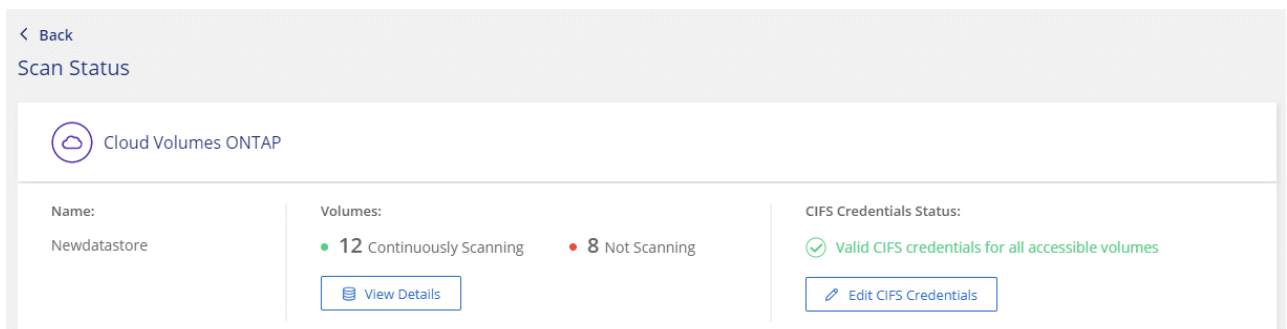 Back
Scan Status
Cloud Volumes ONTAP
Name:
Newdatastore
Volumes:
12 Continuously Scanning
8 Not Scanning
View Details
CIFS Credentials Status:
Valid CIFS credentials for all accessible volumes
Edit CIFS Credentials